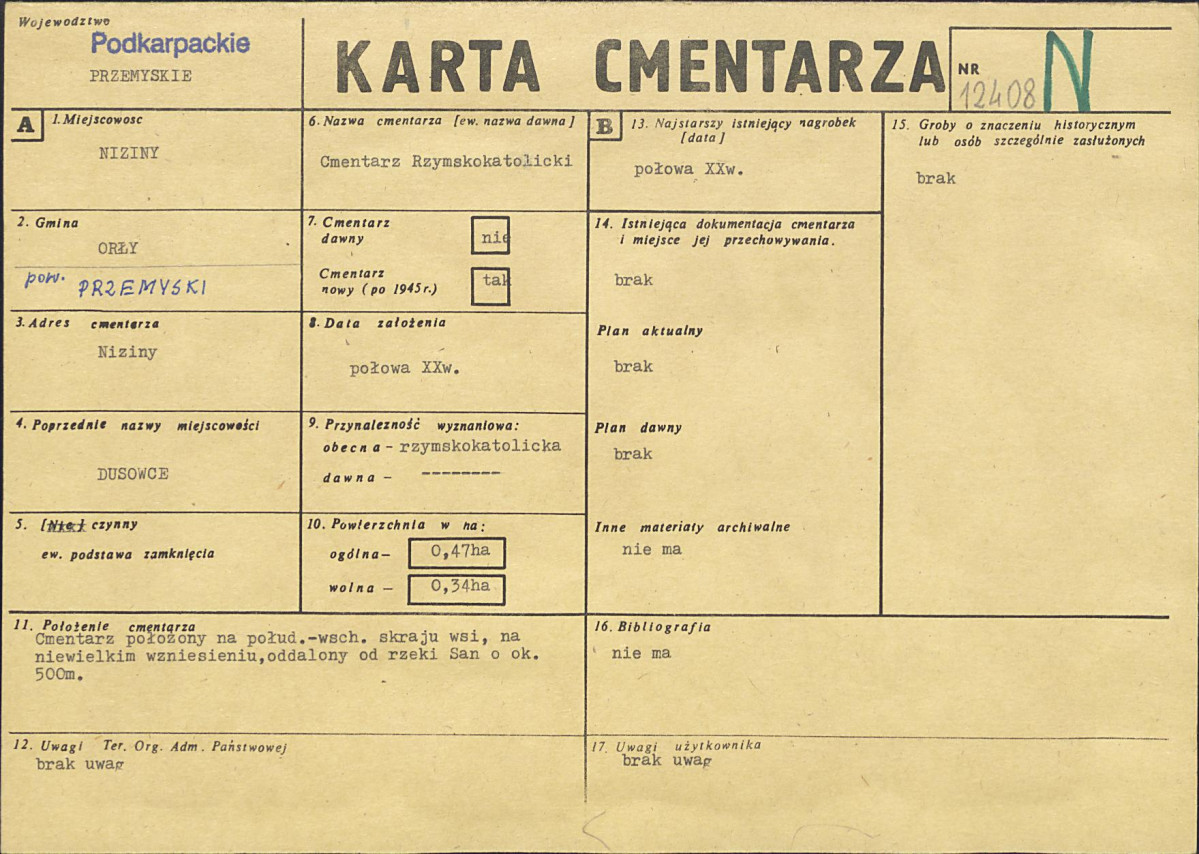 Województwo
Podkarpackie
PRZEMYSKIE
KARTA CMENTARZA
NR
12408
N
A
1. Miejscowosc
NIZINY
2. Gmina
ORŁY
pow. PRZEMYSKI
3. Adres cmentarza
Niziny
4. Poprzednie nazwy miejscowości
DUSOWCE
5. [Nie] czynny
ew. podstawa zamknięcia
6. Nazwa cmentarza [ew. nazwa dawna]
Cmentarz Rzymskokatolicki
7. Cmentarz
dawny
nie
Cmentarz
nowy (po 1945 r.)
tak
8. Data założenia
połowa XXw.
9. Przynależność wyznaniowa:
obecna - rzymskokatolicka
dawna - --------
10. Powierzchnia w ha:
ogólna- 0,47ha
wolna - 0,34ha
11. Położenie cmentarza
Cmentarz położony na połud.-wsch. skraju wsi, na
niewielkim wzniesieniu,oddalony od rzeki San o ok.
500m.
12. Uwagi Ter. Org. Adm. Państwowej
brak uwag
B
13. Najstarszy istniejący nagrobek
[data]
połowa XXw.
14. Istniejąca dokumentacja cmentarza
i miejsce jej przechowywania.
brak
Plan aktualny
brak
Plan dawny
brak
Inne materiały archiwalne
nie ma
15. Groby o znaczeniu historycznym
lub osób szczególnie zasłużonych
brak
16. Bibliografia
nie ma
17. Uwagi użytkownika
brak uwag